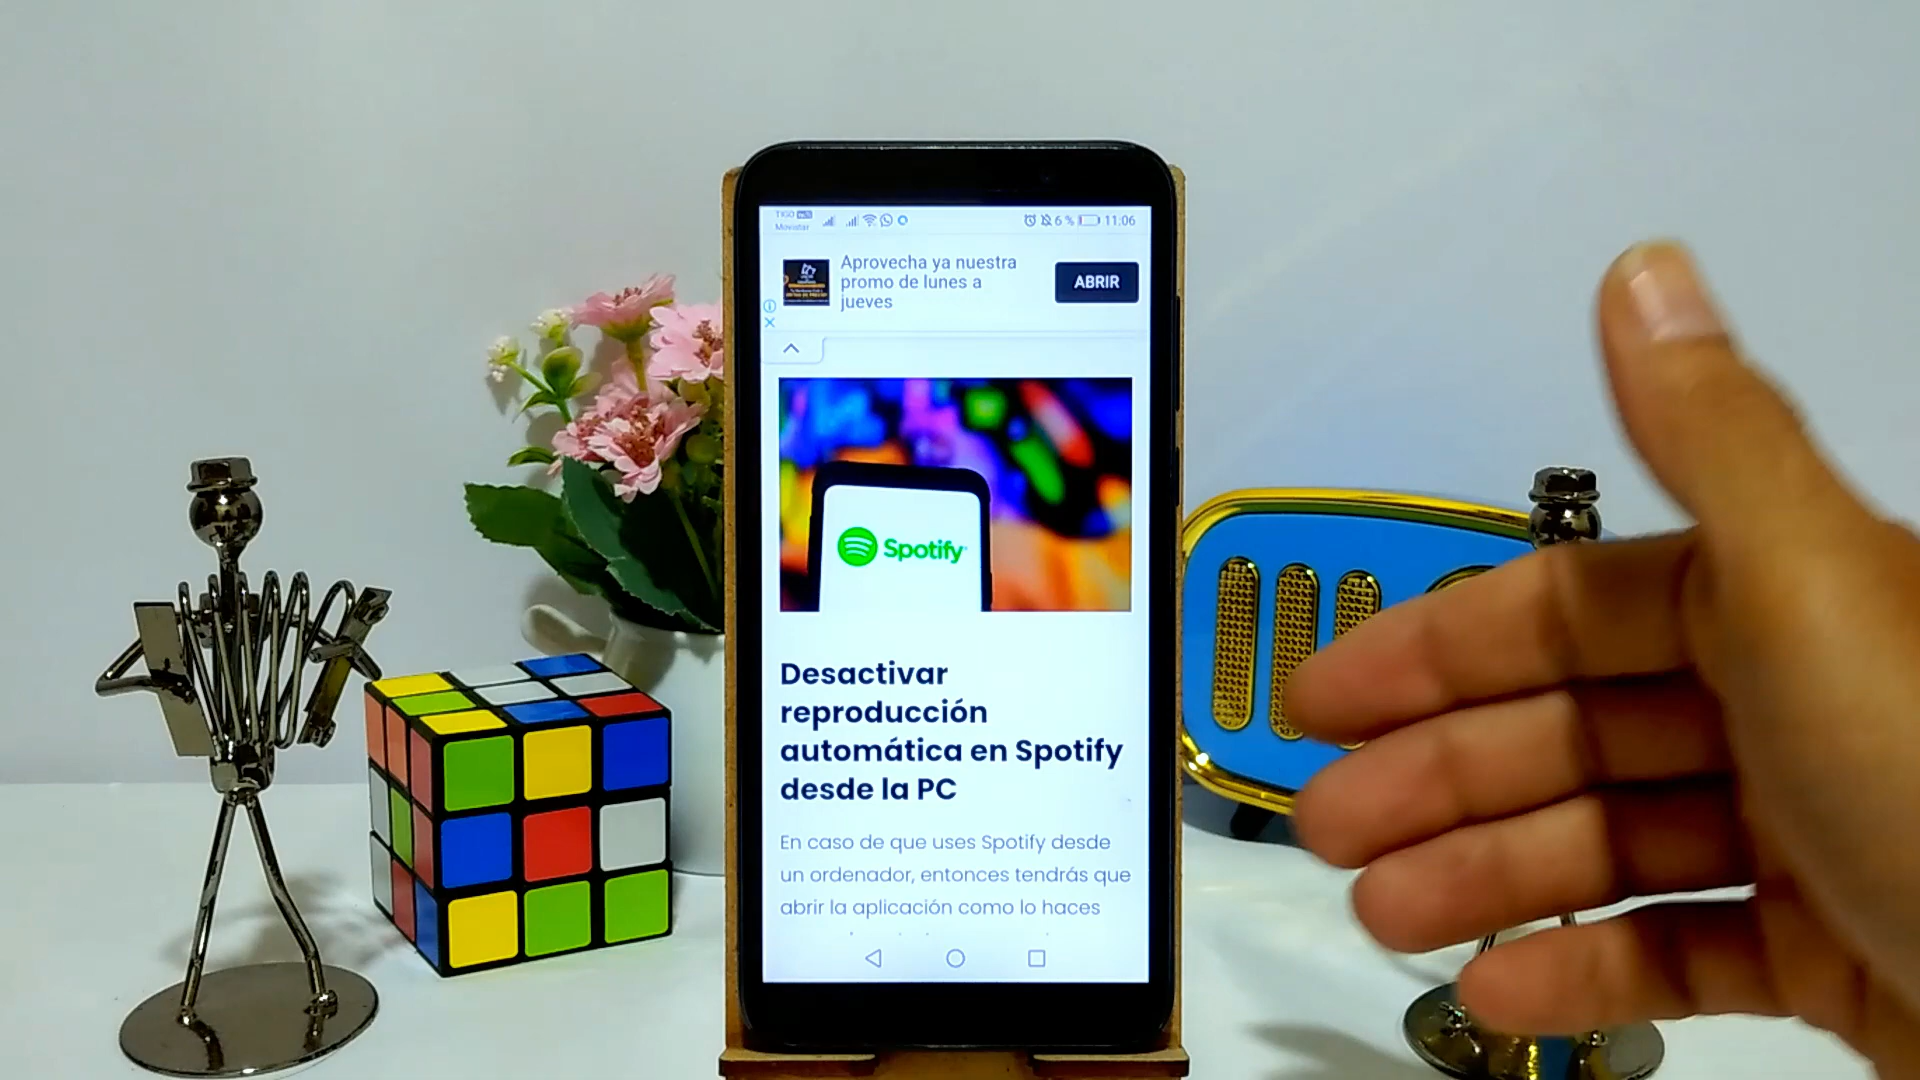 TIGO
Movistar
6 % 11:06
Aprovecha ya nuestra
promo de lunes a
jueves
ABRIR
Spotify
Desactivar
reproducción
automática en Spotify
desde la PC
En caso de que uses Spotify desde
un ordenador, entonces tendrás que
abrir la aplicación como lo haces